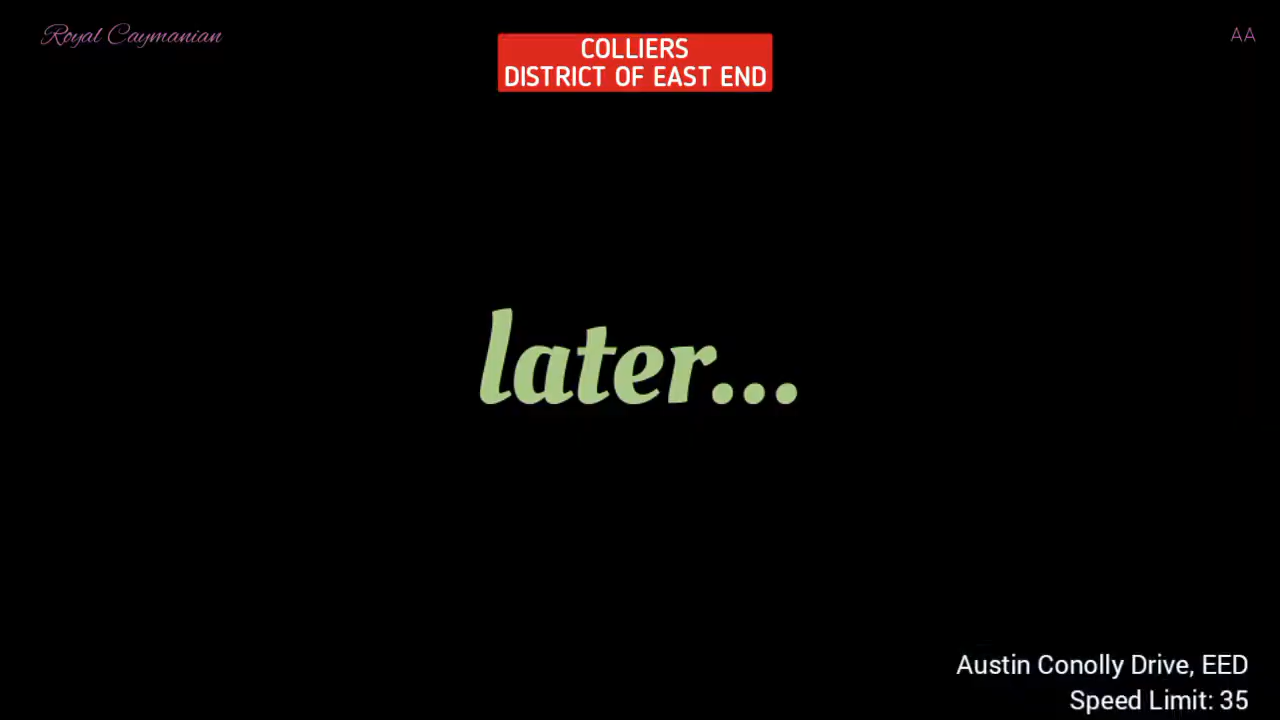 Royal Caymanian
AA
COLLIERS
DISTRICT OF EAST END
later...
Austin Conolly Drive, EED
Speed Limit: 35